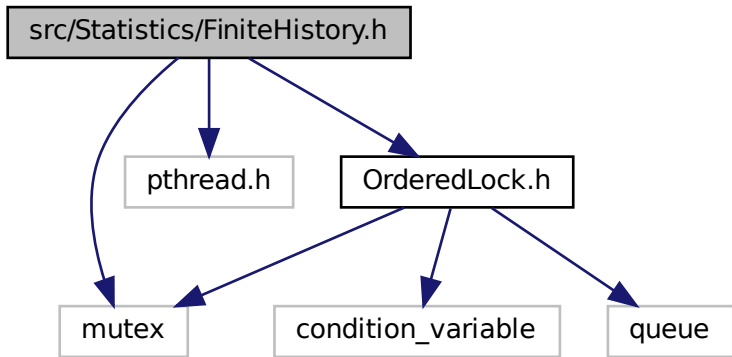 src/Statistics/FiniteHistory.h
pthread.h
OrderedLock.h
mutex
condition_variable
queue